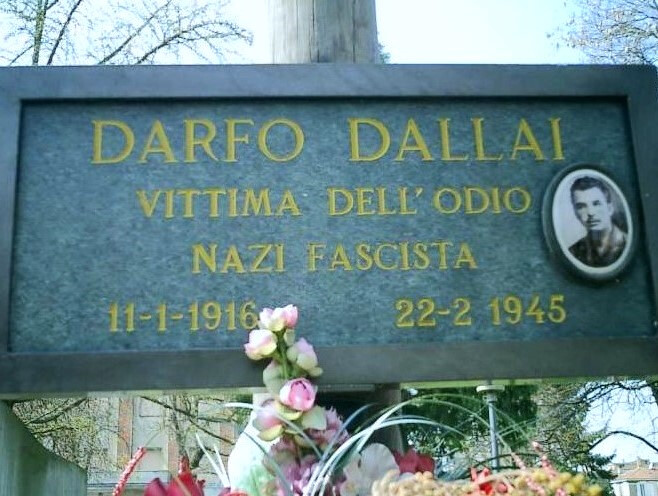 DARFO DALLAI
VITTIMA DELL'ODIO
NAZI FASCISTA
11-1-1916 22-2 1945